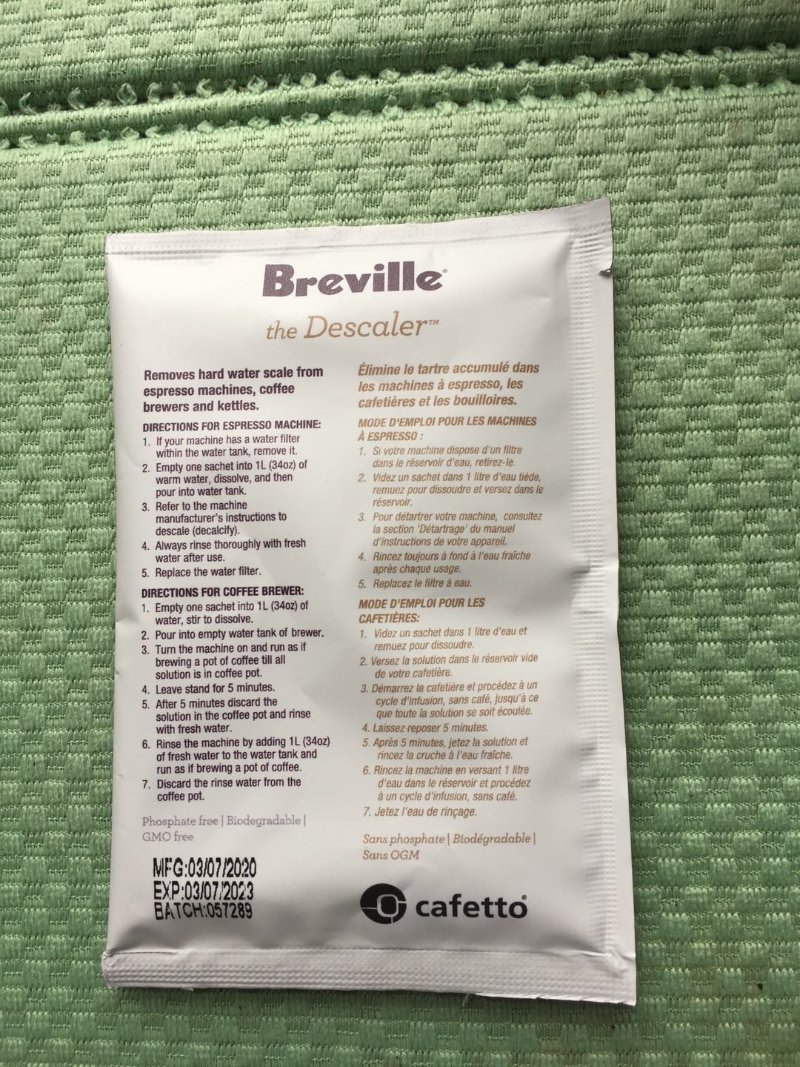 Breville®
the Descaler™
Removes hard water scale from
espresso machines, coffee
brewers and kettles.
DIRECTIONS FOR ESPRESSO MACHINE:
1. If your machine has a water filter
within the water tank, remove it.
2. Empty one sachet into 1L (34oz) of
warm water, dissolve, and then
pour into water tank.
3. Refer to the machine
manufacturer's instructions to
descale (decalcify).
4. Always rinse thoroughly with fresh
water after use.
5. Replace the water filter.
DIRECTIONS FOR COFFEE BREWER:
1. Empty one sachet into 1L (34oz) of
water, stir to dissolve.
2. Pour into empty water tank of brewer.
3. Turn the machine on and run as if
brewing a pot of coffee till all
solution is in coffee pot.
4. Leave stand for 5 minutes.
5. After 5 minutes discard the
solution in the coffee pot and rinse
with fresh water.
6. Rinse the machine by adding 1L (34oz)
of fresh water to the water tank and
run as if brewing a pot of coffee.
7. Discard the rinse water from the
coffee pot.
Phosphate free | Biodegradable |
GMO free
MFG:03/07/2020
EXP:03/07/2023
BATCH:057289
Élimine le tartre accumulé dans
les machines à espresso, les
cafetières et les bouilloires.
MODE D'EMPLOI POUR LES MACHINES
À ESPRESSO :
1. Si votre machine dispose d'un filtre
dans le réservoir d'eau, retirez-le.
2. Videz un sachet dans 1 litre d'eau tiède,
remuez pour dissoudre et versez dans le
réservoir.
3. Pour détartrer votre machine, consultez
la section 'Détartrage' du manuel
d'instructions de votre appareil.
4. Rincez toujours à fond à l'eau fraîche
après chaque usage.
5. Replacez le filtre à eau.
MODE D'EMPLOI POUR LES
CAFETIÈRES:
1. Videz un sachet dans 1 litre d'eau et
remuez pour dissoudre.
2. Versez la solution dans le réservoir vide
de votre cafetière.
3. Démarrez la cafetière et procédez à un
cycle d'infusion, sans café, jusqu'à ce
que toute la solution se soit écoulée.
4. Laissez reposer 5 minutes.
5. Après 5 minutes, jetez la solution et
rincez la cruche à l'eau fraîche.
6. Rincez la machine en versant 1 litre
d'eau dans le réservoir et procédez
à un cycle d'infusion, sans café.
7. Jetez l'eau de rinçage.
Sans phosphate | Biodégradable |
Sans OGM
cafetto®